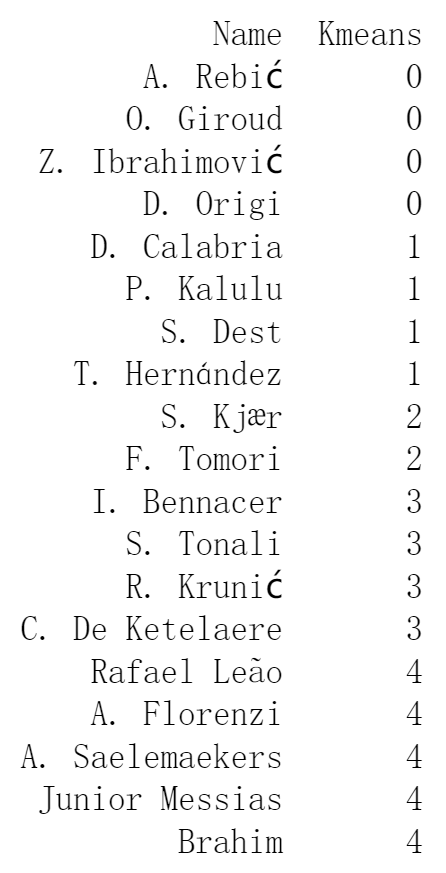 Name Kmeans
A. Rebić 0
O. Giroud 0
Z. Ibrahimović 0
D. Origi 0
D. Calabria 1
P. Kalulu 1
S. Dest 1
T. Hernández 1
S. Kjær 2
F. Tomori 2
I. Bennacer 3
S. Tonali 3
R. Krunić 3
C. De Ketelaere 3
Rafael Leão 4
A. Florenzi 4
A. Saelemaekers 4
Junior Messias 4
Brahim 4